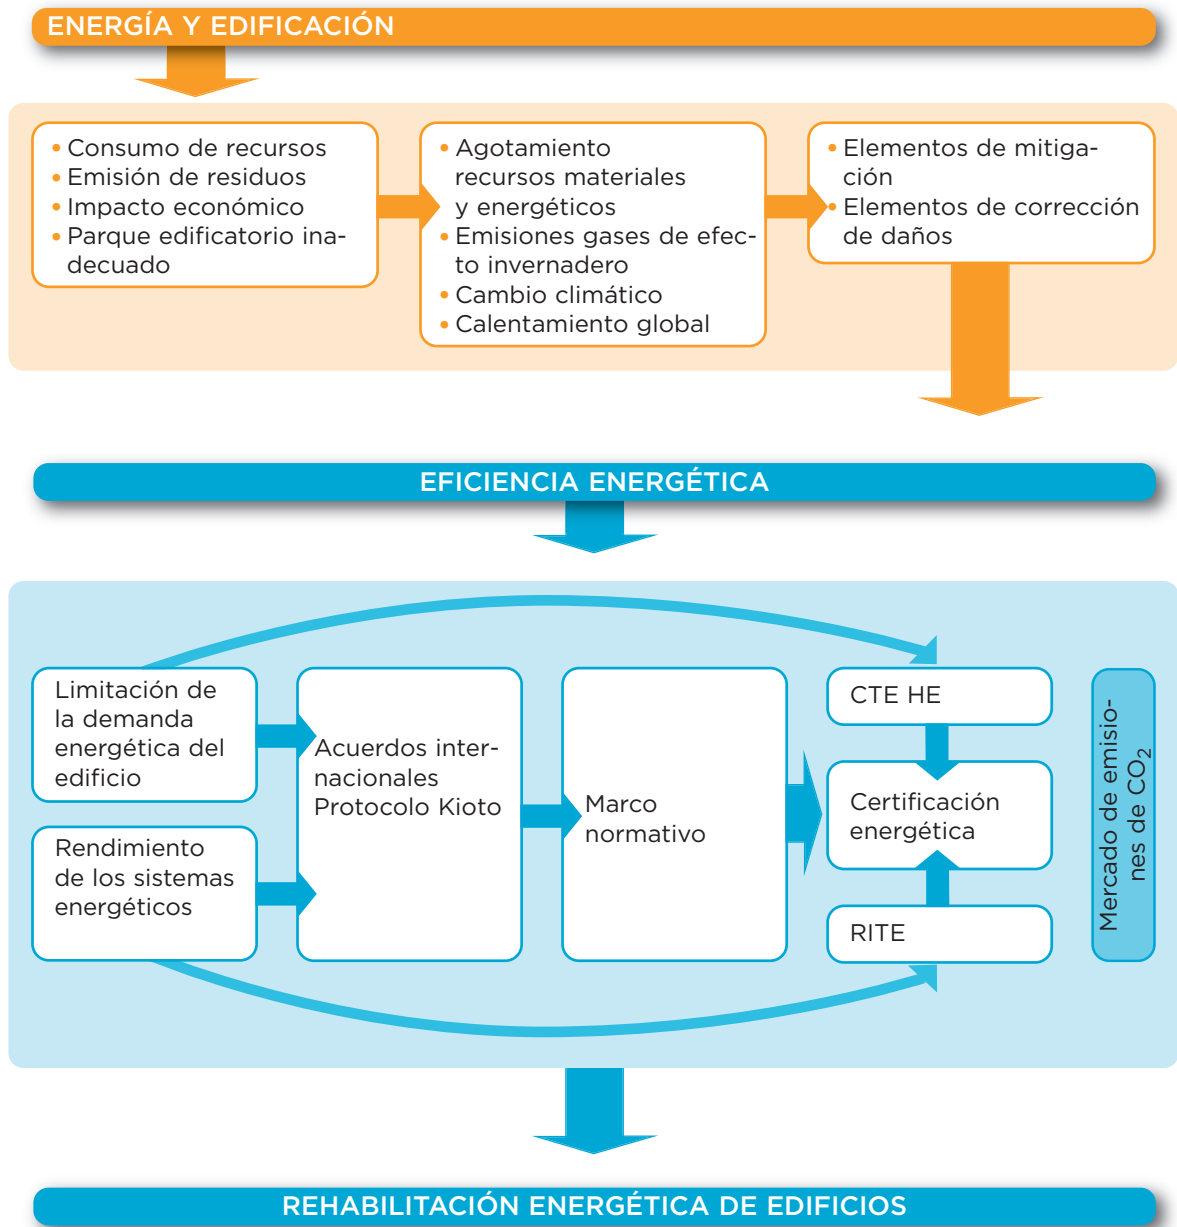 ENERGÍA Y EDIFICACIÓN
• Consumo de recursos
• Emisión de residuos
• Impacto económico
• Parque edificatorio ina-
decuado
• Agotamiento
recursos materiales
y energéticos
• Emisiones gases de efec-
to invernadero
• Cambio climático
• Calentamiento global
• Elementos de mitiga-
ción
• Elementos de corrección
de daños
EFICIENCIA ENERGÉTICA
Limitación de
la demanda
energética del
edificio
Rendimiento
de los sistemas
energéticos
Acuerdos inter-
nacionales
Protocolo Kioto
Marco
normativo
CTE HE
Certificación
energética
RITE
Mercado de emisio-
nes de CO₂
REHABILITACIÓN ENERGÉTICA DE EDIFICIOS